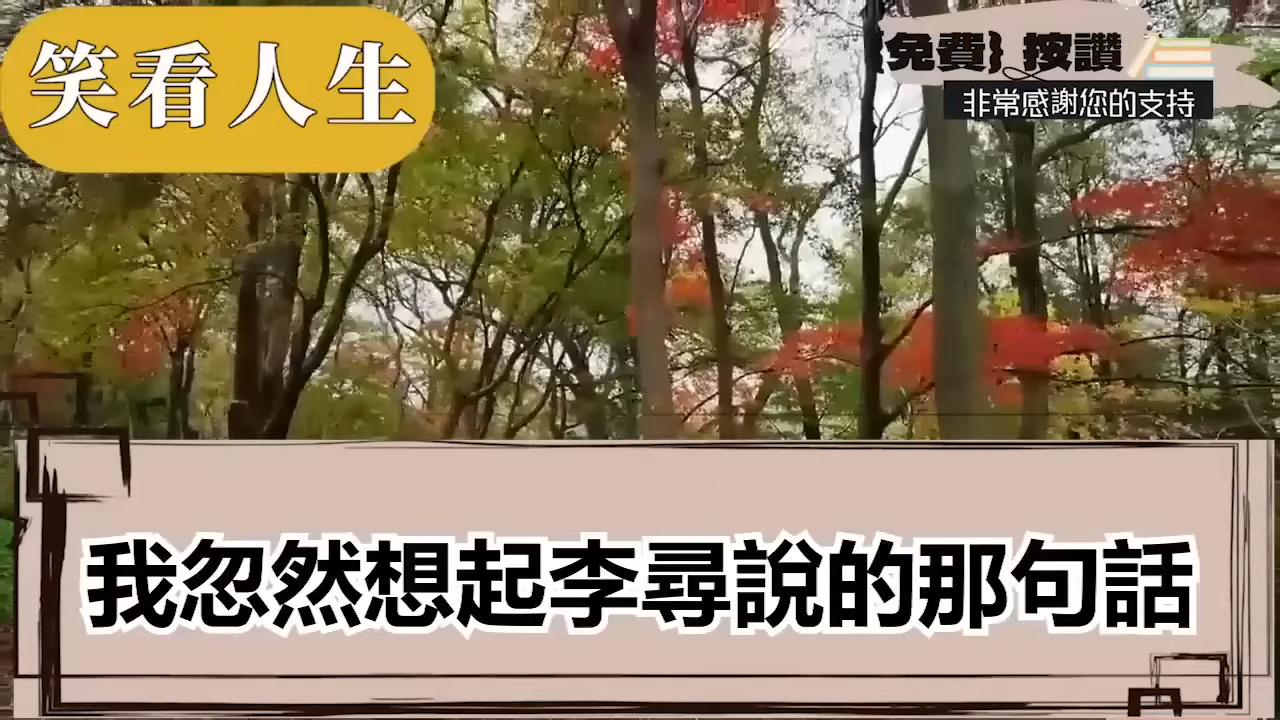 笑看人生
【免費】按讚
非常感謝您的支持
我忽然想起李尋說的那句話